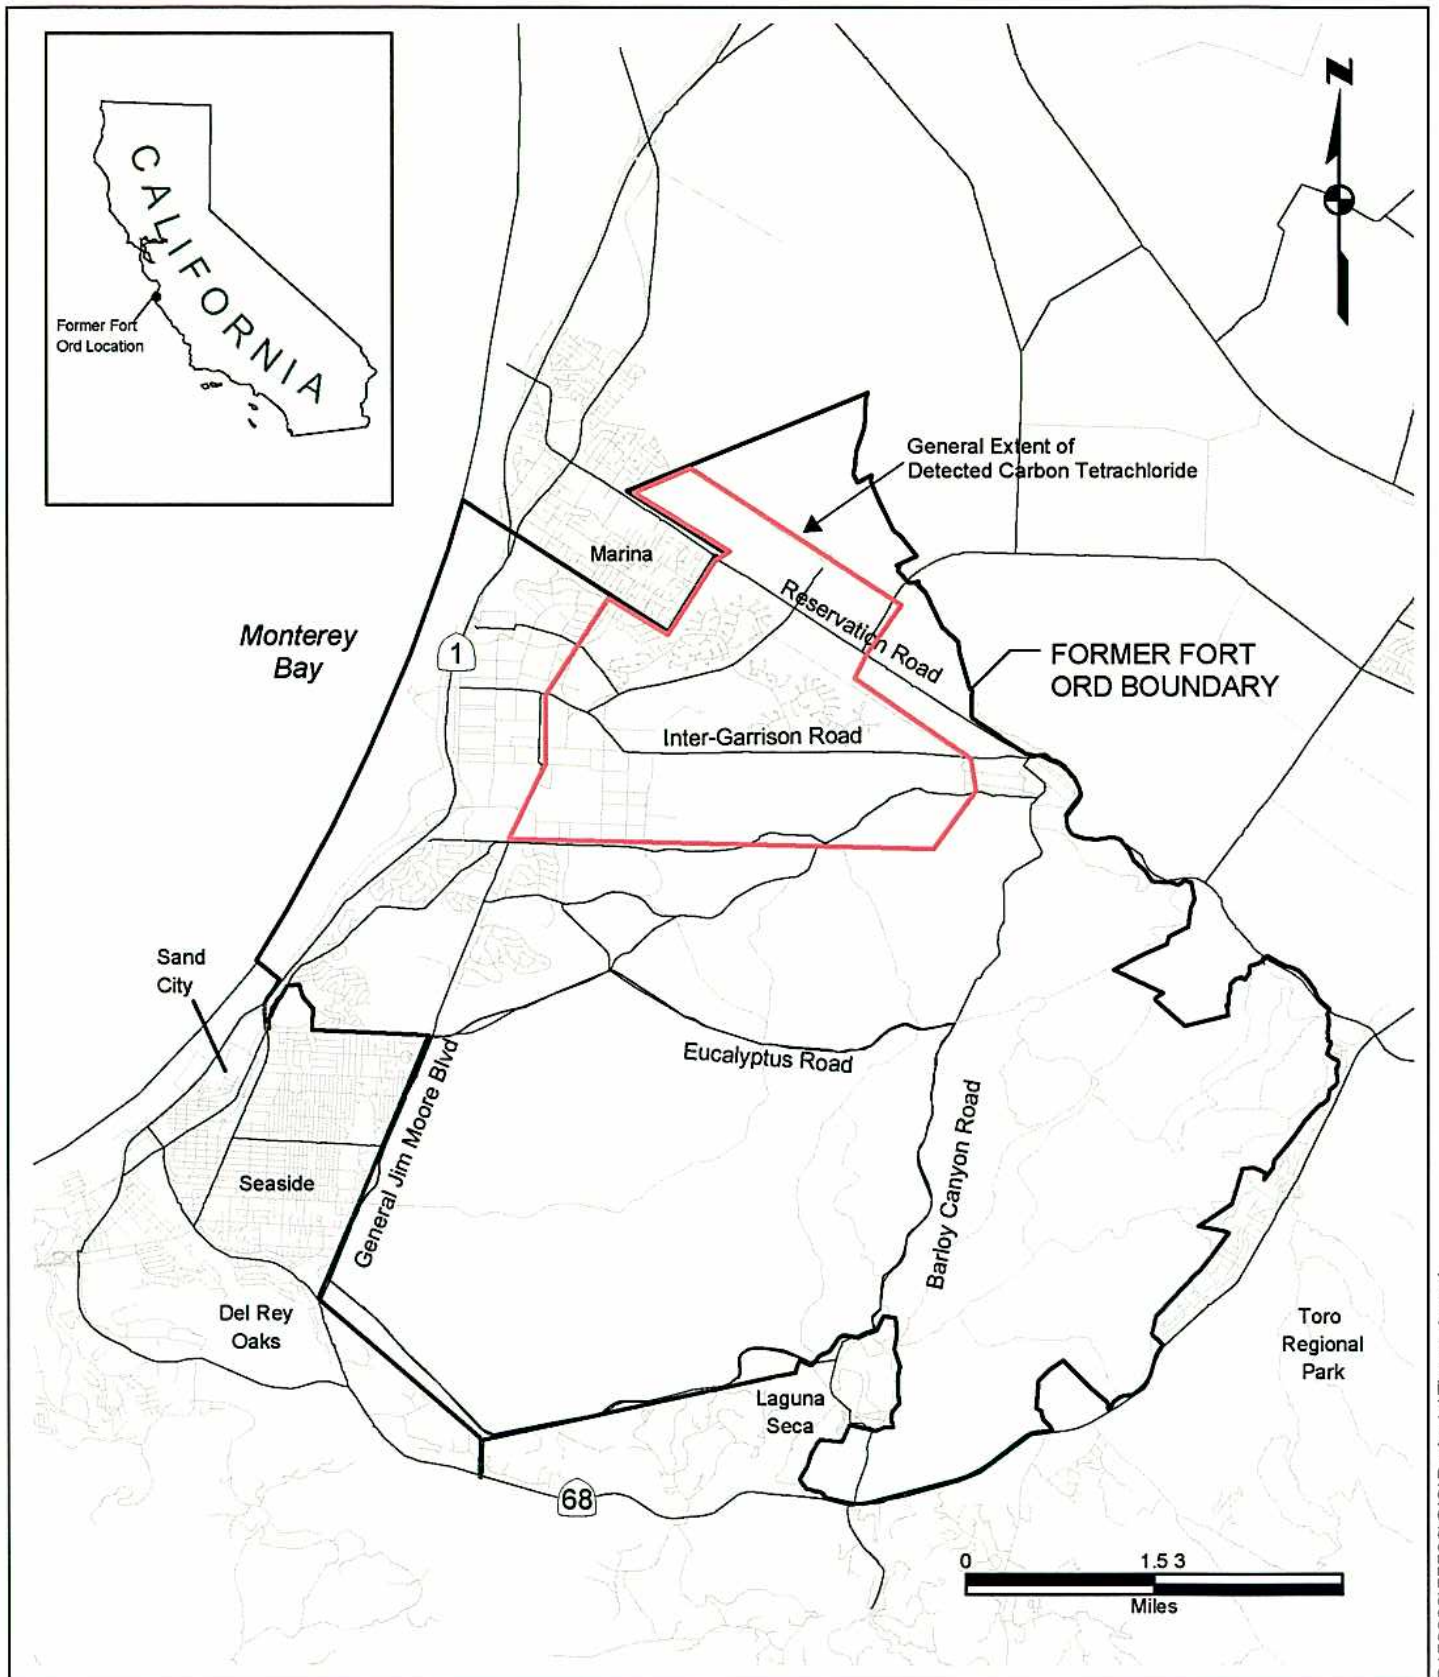 CALIFORNIA
Former Fort
Ord Location
N
General Extent of
Detected Carbon Tetrachloride
Marina
Reservation Road
Monterey
Bay
1
FORMER FORT
ORD BOUNDARY
Inter-Garrison Road
Sand
City
Eucalyptus Road
General Jim Moore Blvd
Barloy Canyon Road
Seaside
Del Rey
Oaks
Toro
Regional
Park
Laguna
Seca
68
0 1.5 3
Miles